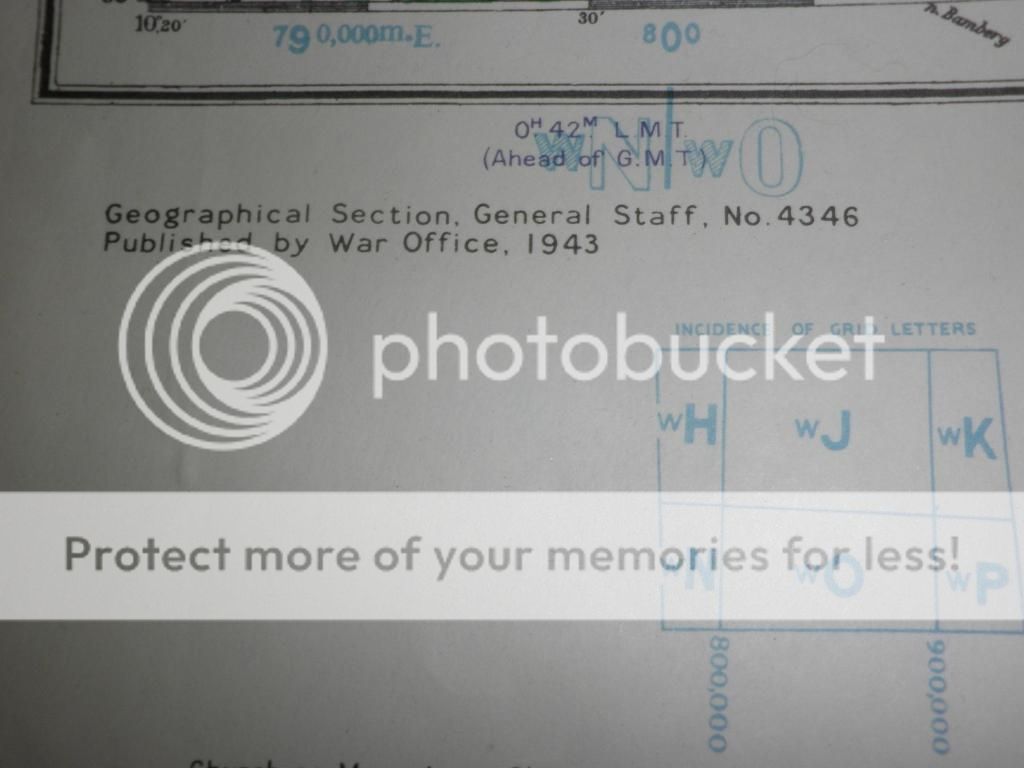 10°20'
30'
n. Bamberg
79 0,000m.E.
800
0H 42M L.M.T.
(Ahead of G.M.T.)
wN wO
Geographical Section, General Staff, No. 4346
Published by War Office, 1943
photobucket
INCIDENCE OF GRID LETTERS
wH wJ wK
Protect more of your memories for less!
wN wO wP
800,000
900,000